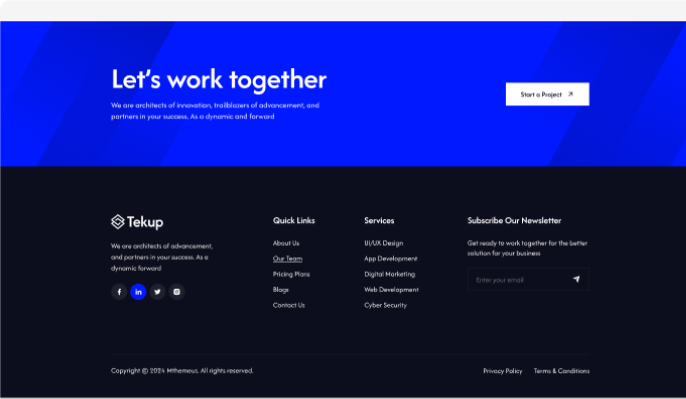 Let's work together
We are architects of innovation, trailblazers of advancement, and
partners in your success. As a dynamic and forward
Start a Project
Tekup
We are architects of advancement,
and partners in your success. As a
dynamic forward
Quick Links
About Us
Our Team
Pricing Plans
Blogs
Contact Us
Services
UI/UX Design
App Development
Digital Marketing
Web Development
Cyber Security
Subscribe Our Newsletter
Get ready to work together for the better
solution for your business
Enter your email
Copyright © 2024 Mthemeus. All rights reserved.
Privacy Policy
Terms & Conditions